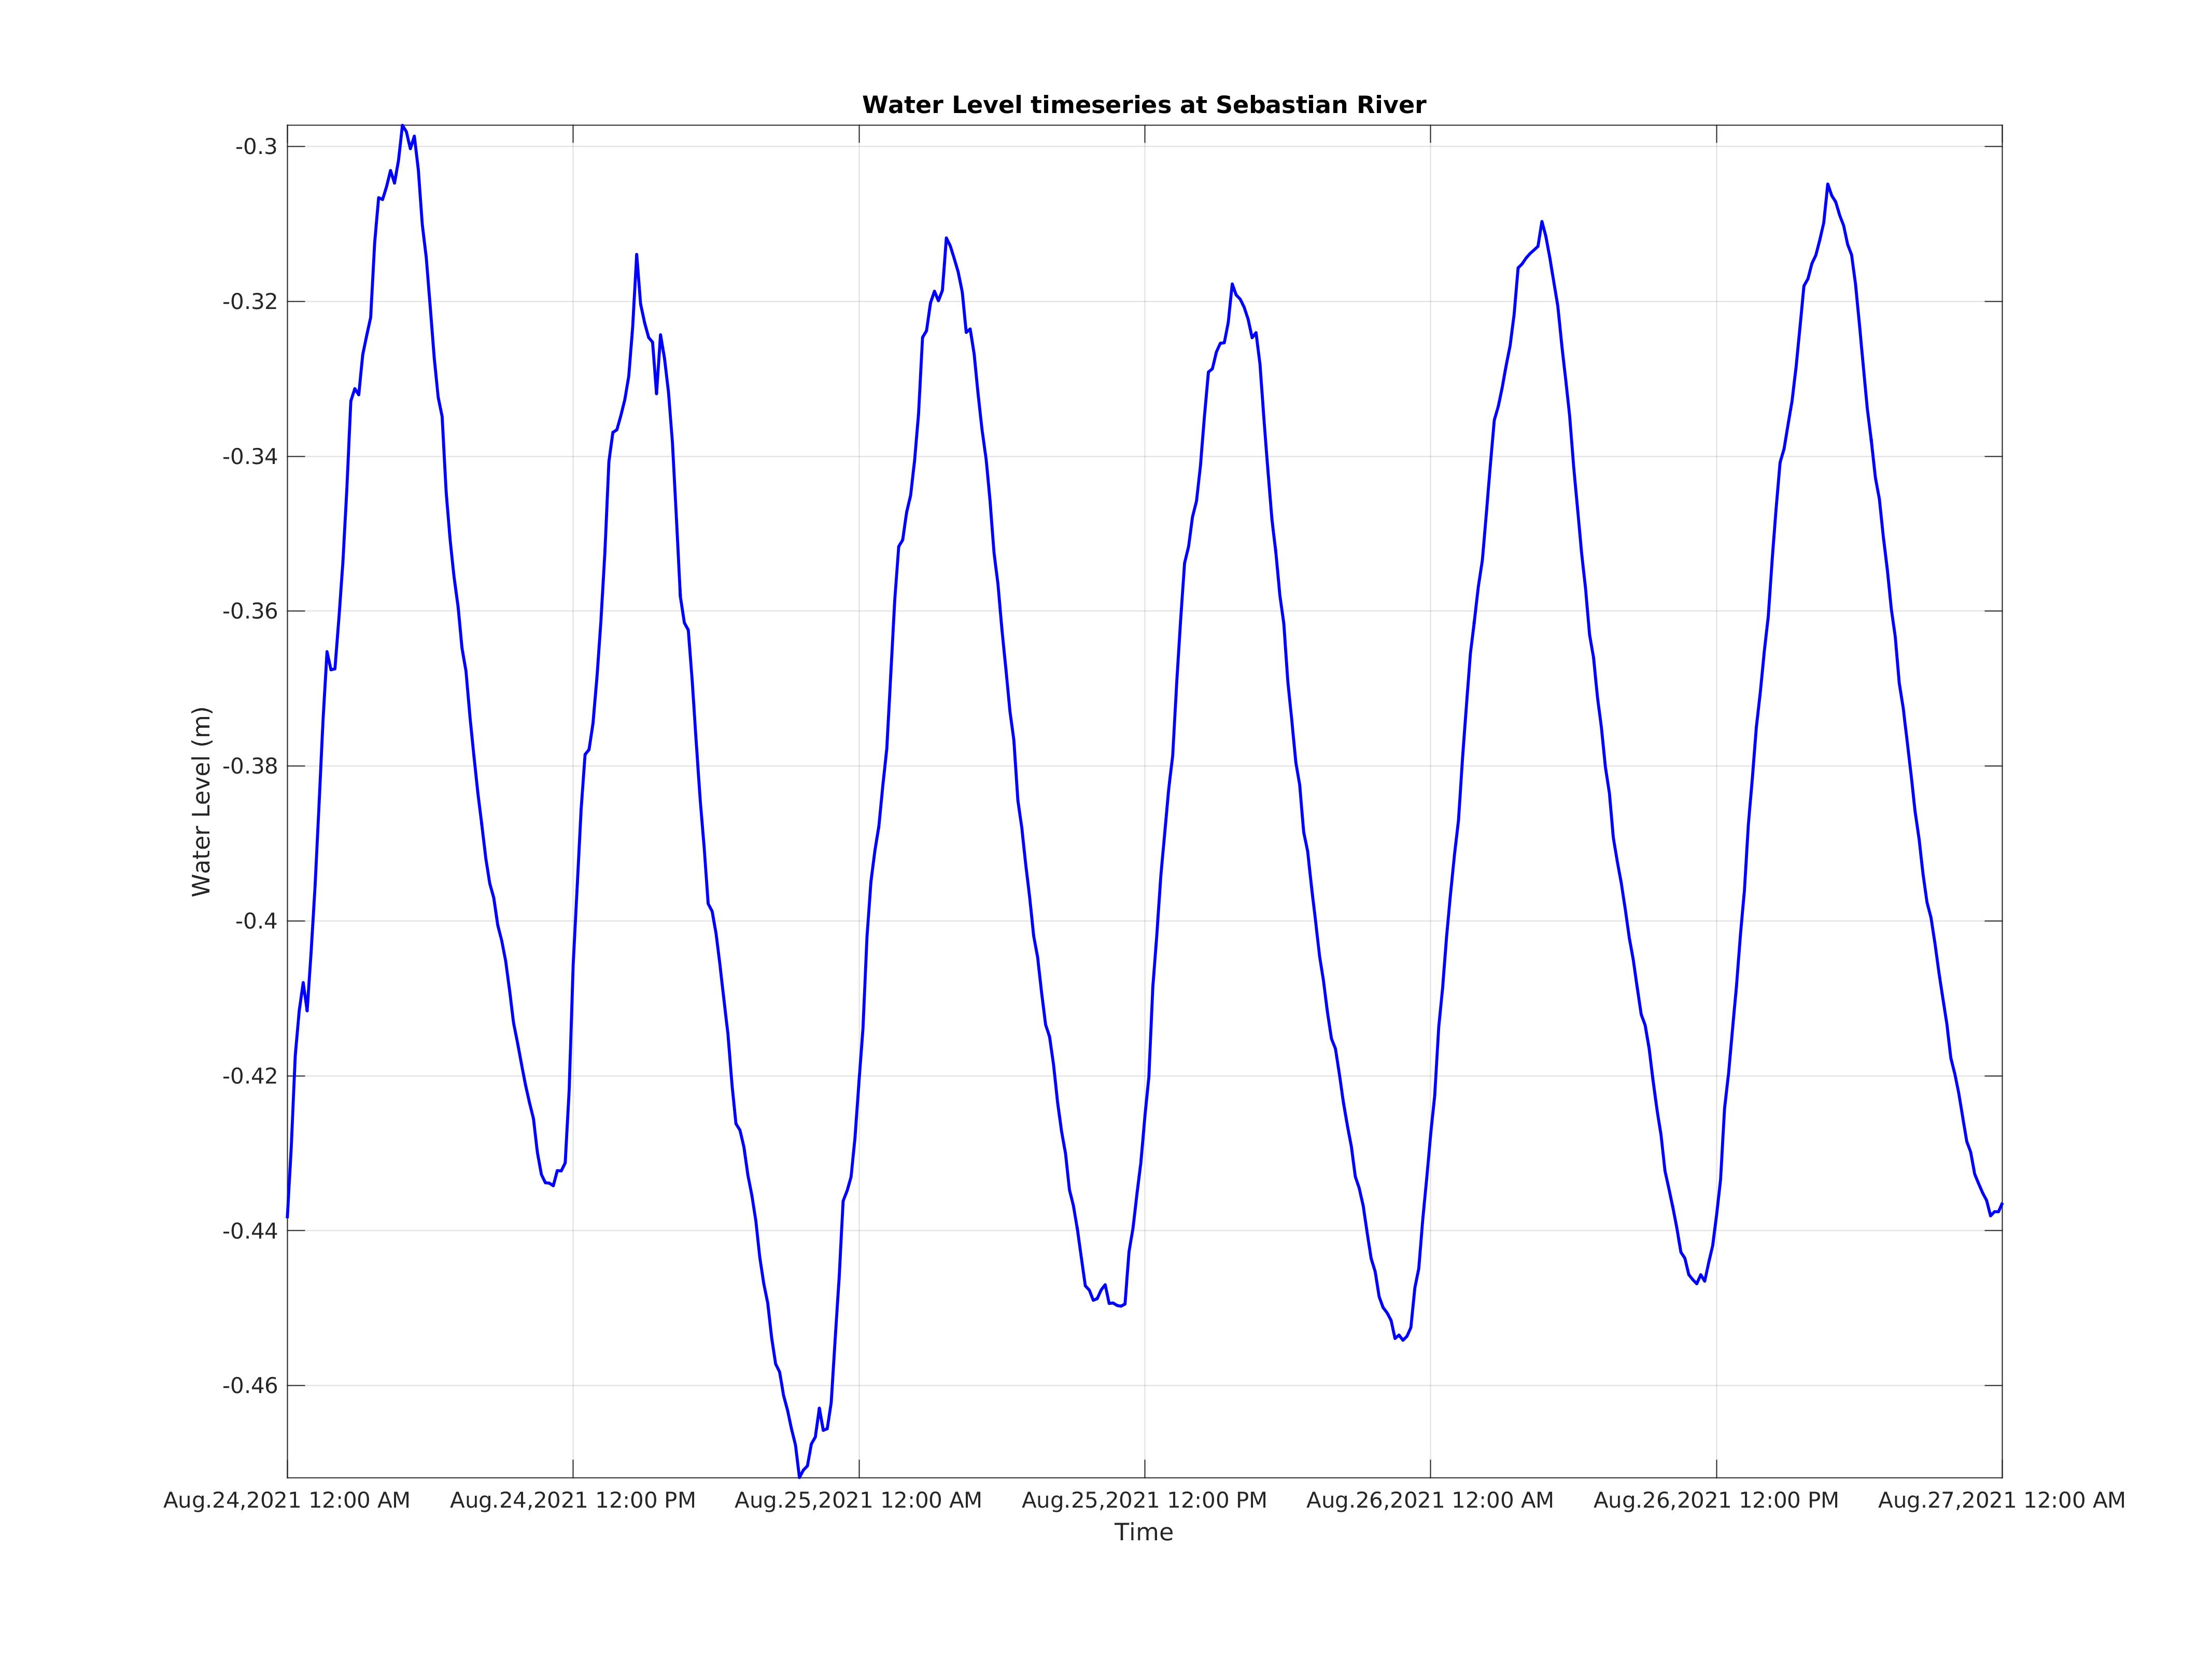 Water Level timeseries at Sebastian River
-0.3
-0.32
-0.34
-0.36
-0.38
-0.4
-0.42
-0.44
-0.46
Water Level (m)
Aug.24,2021 12:00 AM Aug.24,2021 12:00 PM Aug.25,2021 12:00 AM Aug.25,2021 12:00 PM Aug.26,2021 12:00 AM Aug.26,2021 12:00 PM Aug.27,2021 12:00 AM
Time